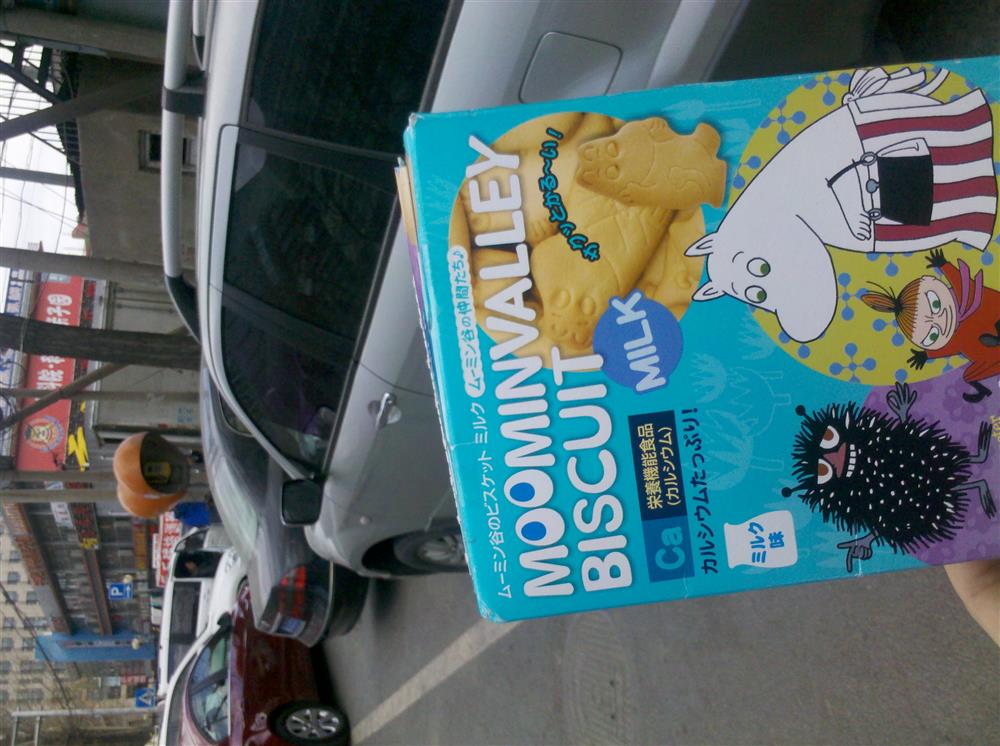 ムーミン谷のビスケット ミルク
ムーミン谷の仲間たち♪
MOOMINVALLEY
BISCUIT
MILK
サクッとかる〜い!
Ca
栄養機能食品
(カルシウム)
カルシウムたっぷり!
ミルク
味
P